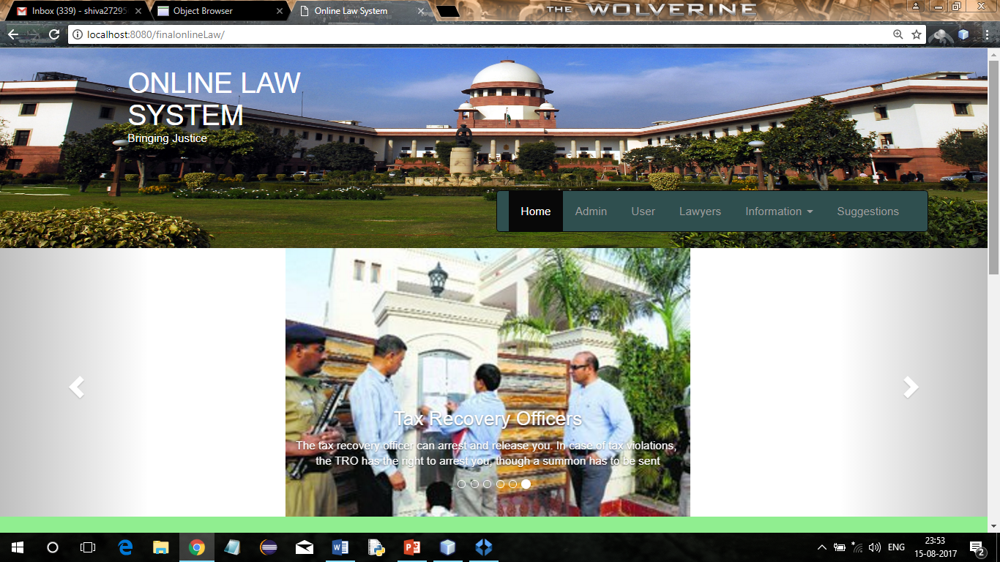 THE WOLVERINE
Inbox (339) - shiva27295
Object Browser
Online Law System
localhost:8080/finalonlineLaw/
ONLINE LAW
SYSTEM
Bringing Justice
Home Admin User Lawyers Information Suggestions
Tax Recovery Officers
The tax recovery officer can arrest and release you. In case of tax violations,
the TRO has the right to arrest you, though a summon has to be sent
ENG
23:53
15-08-2017
2